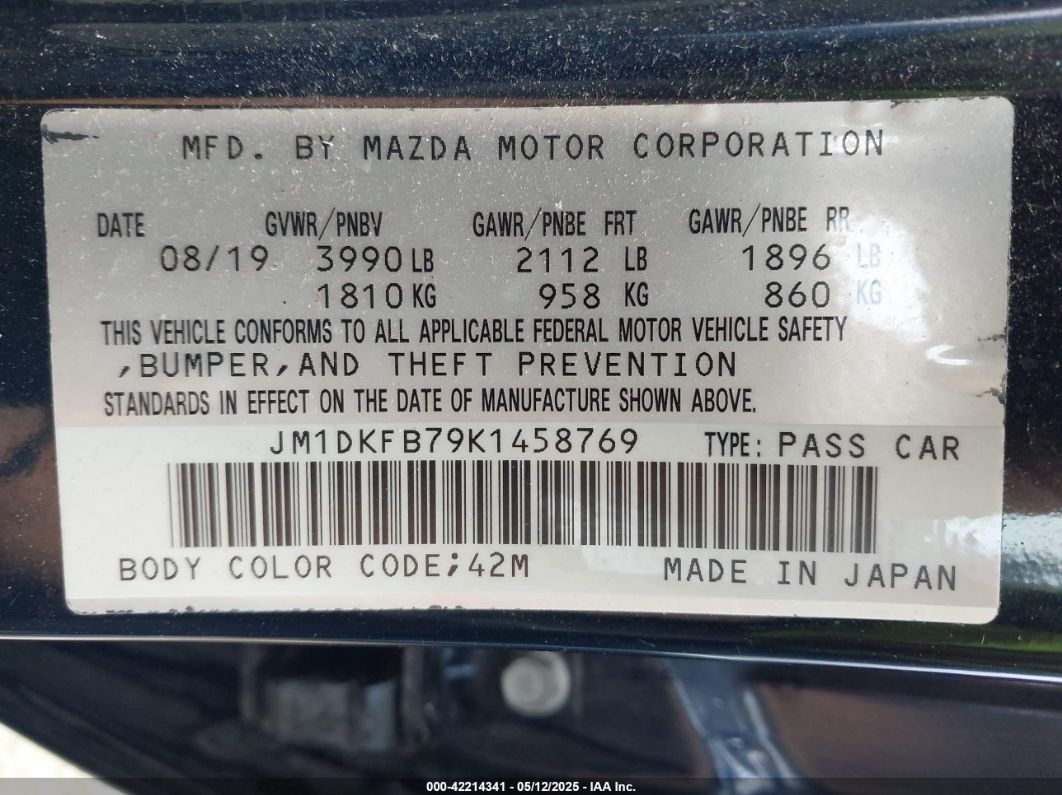 MFD. BY MAZDA MOTOR CORPORATION
DATE GVWR/PNBV GAWR/PNBE FRT GAWR/PNBE RR
08/19 3990 LB 2112 LB 1896 LB
1810 KG 958 KG 860 KG
THIS VEHICLE CONFORMS TO ALL APPLICABLE FEDERAL MOTOR VEHICLE SAFETY
,BUMPER,AND THEFT PREVENTION
STANDARDS IN EFFECT ON THE DATE OF MANUFACTURE SHOWN ABOVE.
JM1DKFB79K1458769 TYPE: PASS CAR
BODY COLOR CODE;42M MADE IN JAPAN
000-42214341 - 05/12/2025 - IAA Inc.